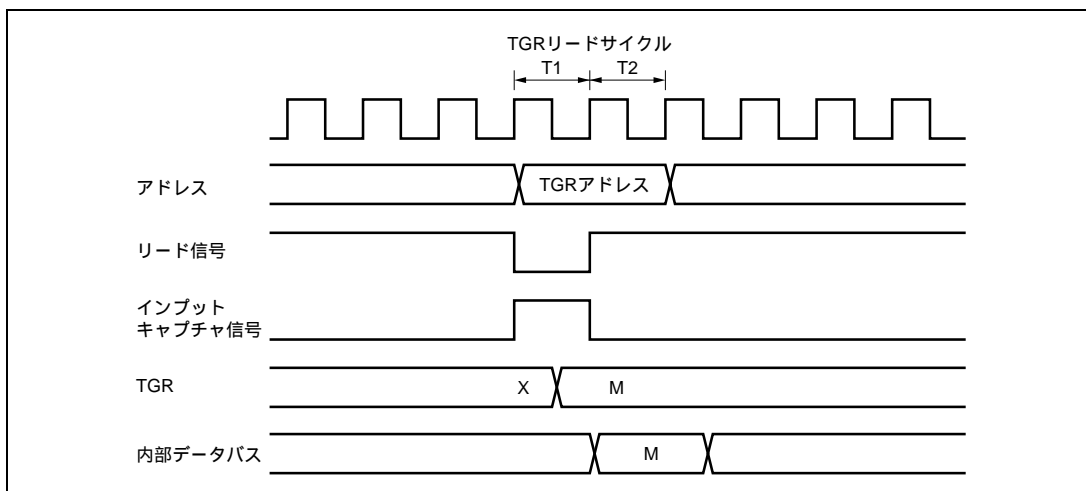 TGRリードサイクル
T1 T2
アドレス TGRアドレス
リード信号
インプット
キャプチャ信号
TGR X M
内部データバス M